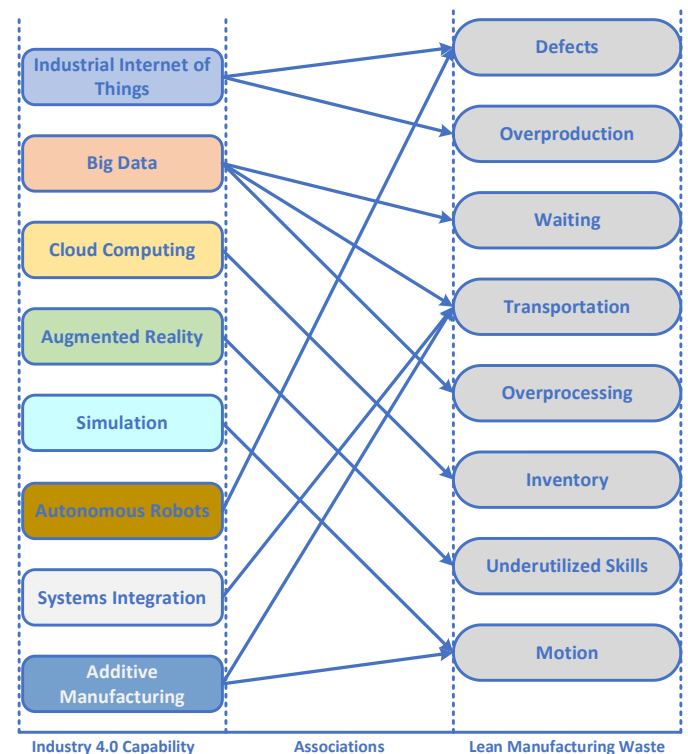 Industrial Internet of
Things
Big Data
Cloud Computing
Augmented Reality
Simulation
Autonomous Robots
Systems Integration
Additive
Manufacturing
Defects
Overproduction
Waiting
Transportation
Overprocessing
Inventory
Underutilized Skills
Motion
Industry 4.0 Capability
Associations
Lean Manufacturing Waste